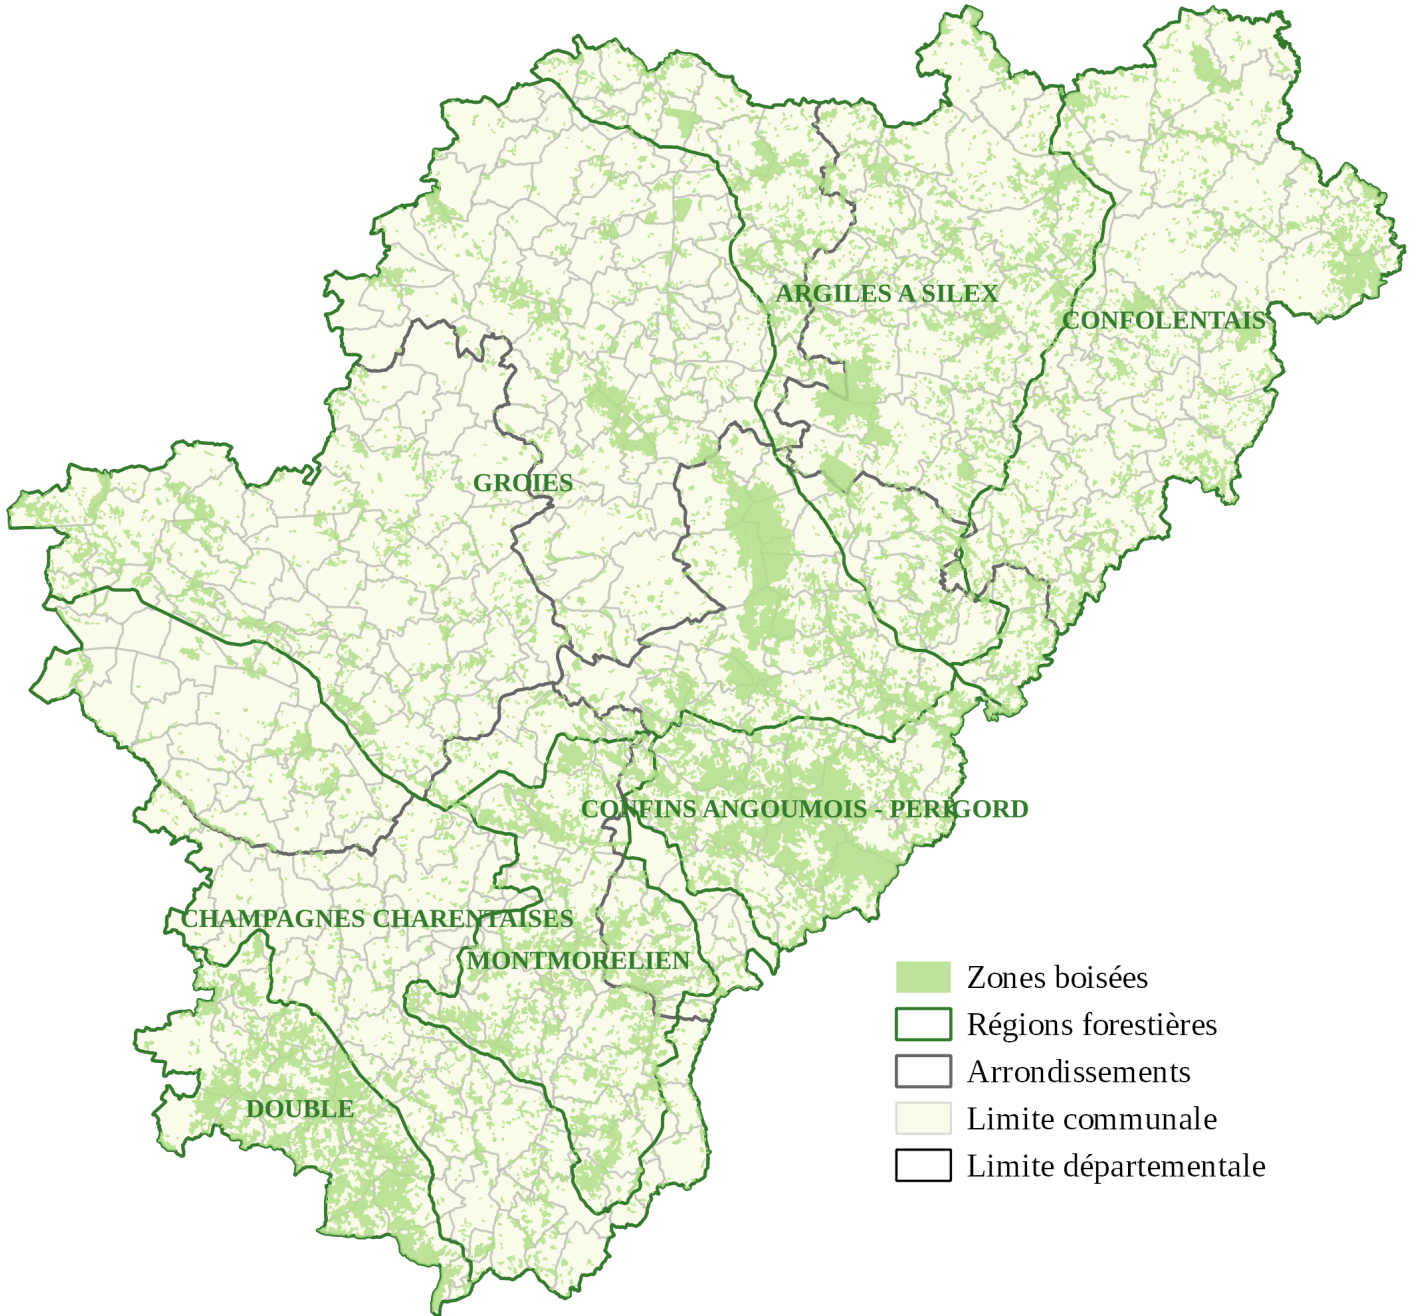 ARGILES A SILEX
CONFOLENTAIS
GROIES
CONFINS ANGOUMOIS - PERIGORD
CHAMPAGNES CHARENTAISES
MONTMORELIEN
DOUBLE
Zones boisées
Régions forestières
Arrondissements
Limite communale
Limite départementale